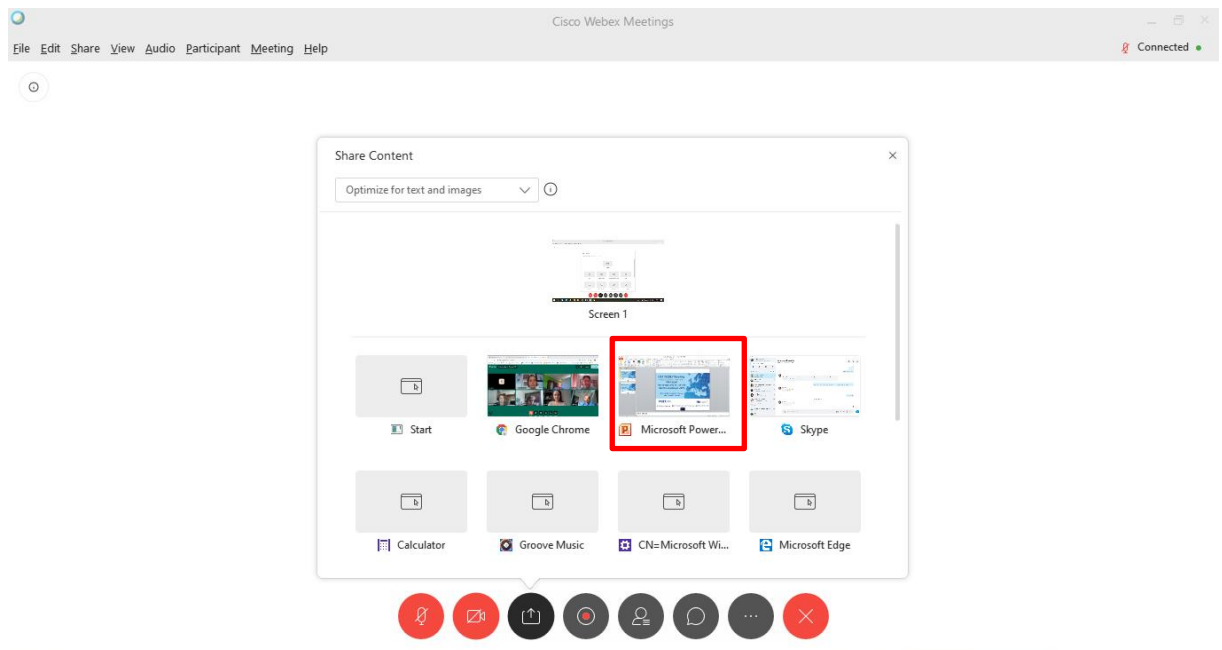 Cisco Webex Meetings
File Edit Share View Audio Participant Meeting Help
Connected
Share Content
Optimize for text and images
Screen 1
Start
Google Chrome
Microsoft Power...
Skype
Calculator
Groove Music
CN=Microsoft Wi...
Microsoft Edge